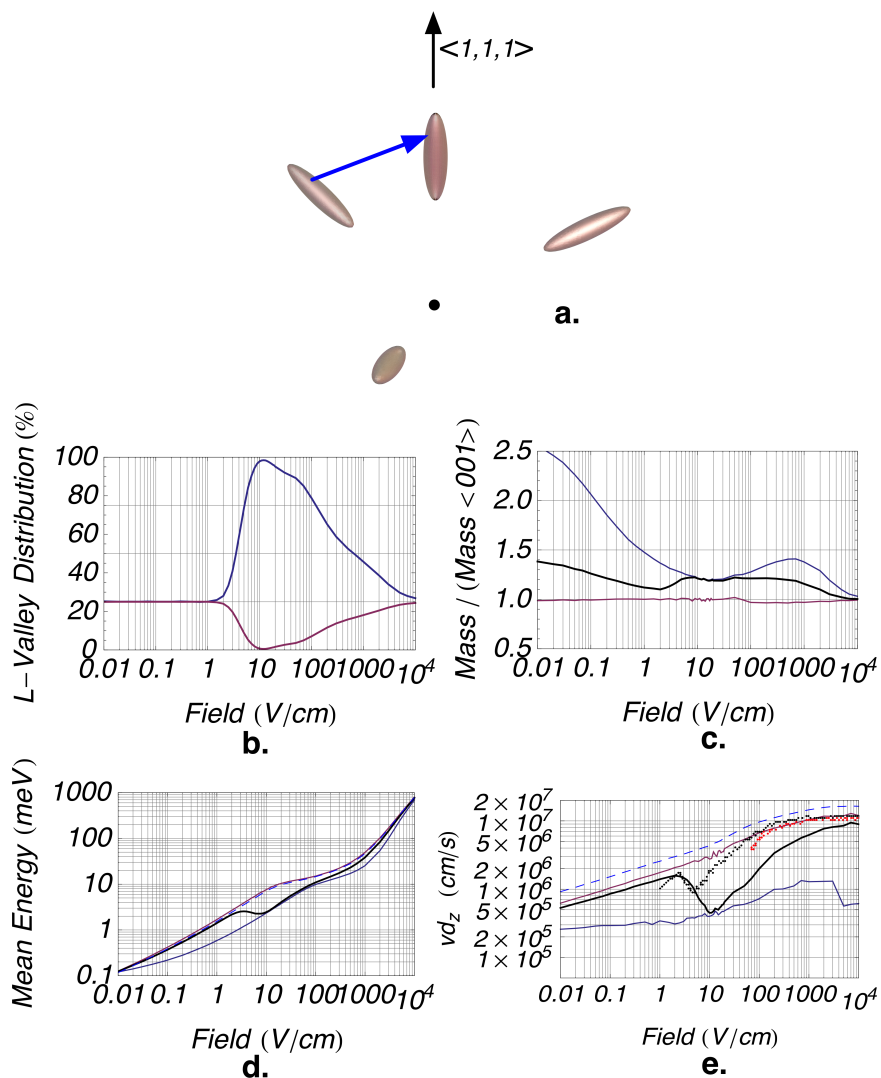 <1,1,1>
a.
L-Valley Distribution (%)
100
80
60
40
20
0
0.01 0.1 1 10 100 1000 10^4
Field (V/cm)
b.
Mass / (Mass <001>)
2.5
2.0
1.5
1.0
0.5
0.01 0.1 1 10 100 1000 10^4
Field (V/cm)
c.
Mean Energy (meV)
1000
100
10
1
0.1
0.01 0.1 1 10 100 1000 10^4
Field (V/cm)
d.
vd_z (cm/s)
2 × 10^7
1 × 10^7
5 × 10^6
2 × 10^6
1 × 10^6
5 × 10^5
2 × 10^5
1 × 10^5
0.01 0.1 1 10 100 1000 10^4
Field (V/cm)
e.